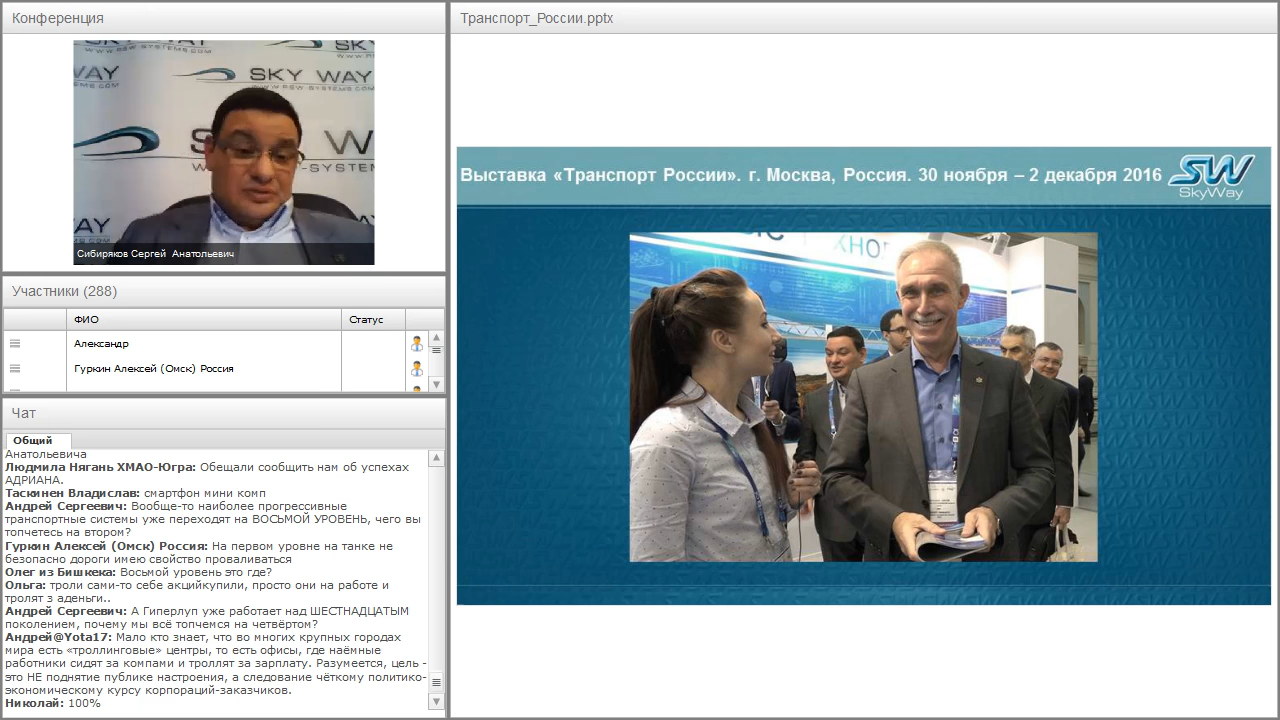 Конференция
SKY WAY
WWW.RSW-SYSTEMS.COM
Сибиряков Сергей Анатольевич
Участники (288)
ФИО
Статус
Александр
Гуркин Алексей (Омск) Россия
Чат
Общий
Анатольевича
Людмила Нягань ХМАО-Югра: Обещали сообщить нам об успехах
АДРИАНА.
Таскинен Владислав: смартфон мини
Андрей Сергеевич: Вообще-то наиболее прогрессивные
транспортные системы уже переходят на ВОСЬМОЙ УРОВЕНЬ, чего вы
топчетесь на втором?
Гуркин Алексей (Омск) Россия: На первом уровне на танке не
безопасно дороги имею свойство проваливаться
Олег из Бишкека: Восьмой уровень это где?
Ольга: троли сами-то себе акцийкупили, просто они на работе и
тролят з аденьги..
Андрей Сергеевич: А Гиперлуп уже работает над ШЕСТНАДЦАТЫМ
поколением, почему мы всё топчемся на четвёртом?
Андрей@Yota17: Мало кто знает, что во многих крупных городах
мира есть «троллинговые» центры, то есть офисы, где наёмные
работники сидят за компами и троллят за зарплату. Разумеется, цель -
это НЕ поднятие публике настроения, а следование чёткому политико-
экономическому курсу корпораций-заказчиков.
Николай: 100%
Транспорт_России.pptx
Выставка «Транспорт России». г. Москва, Россия. 30 ноября – 2 декабря 2016
SW
SkyWay